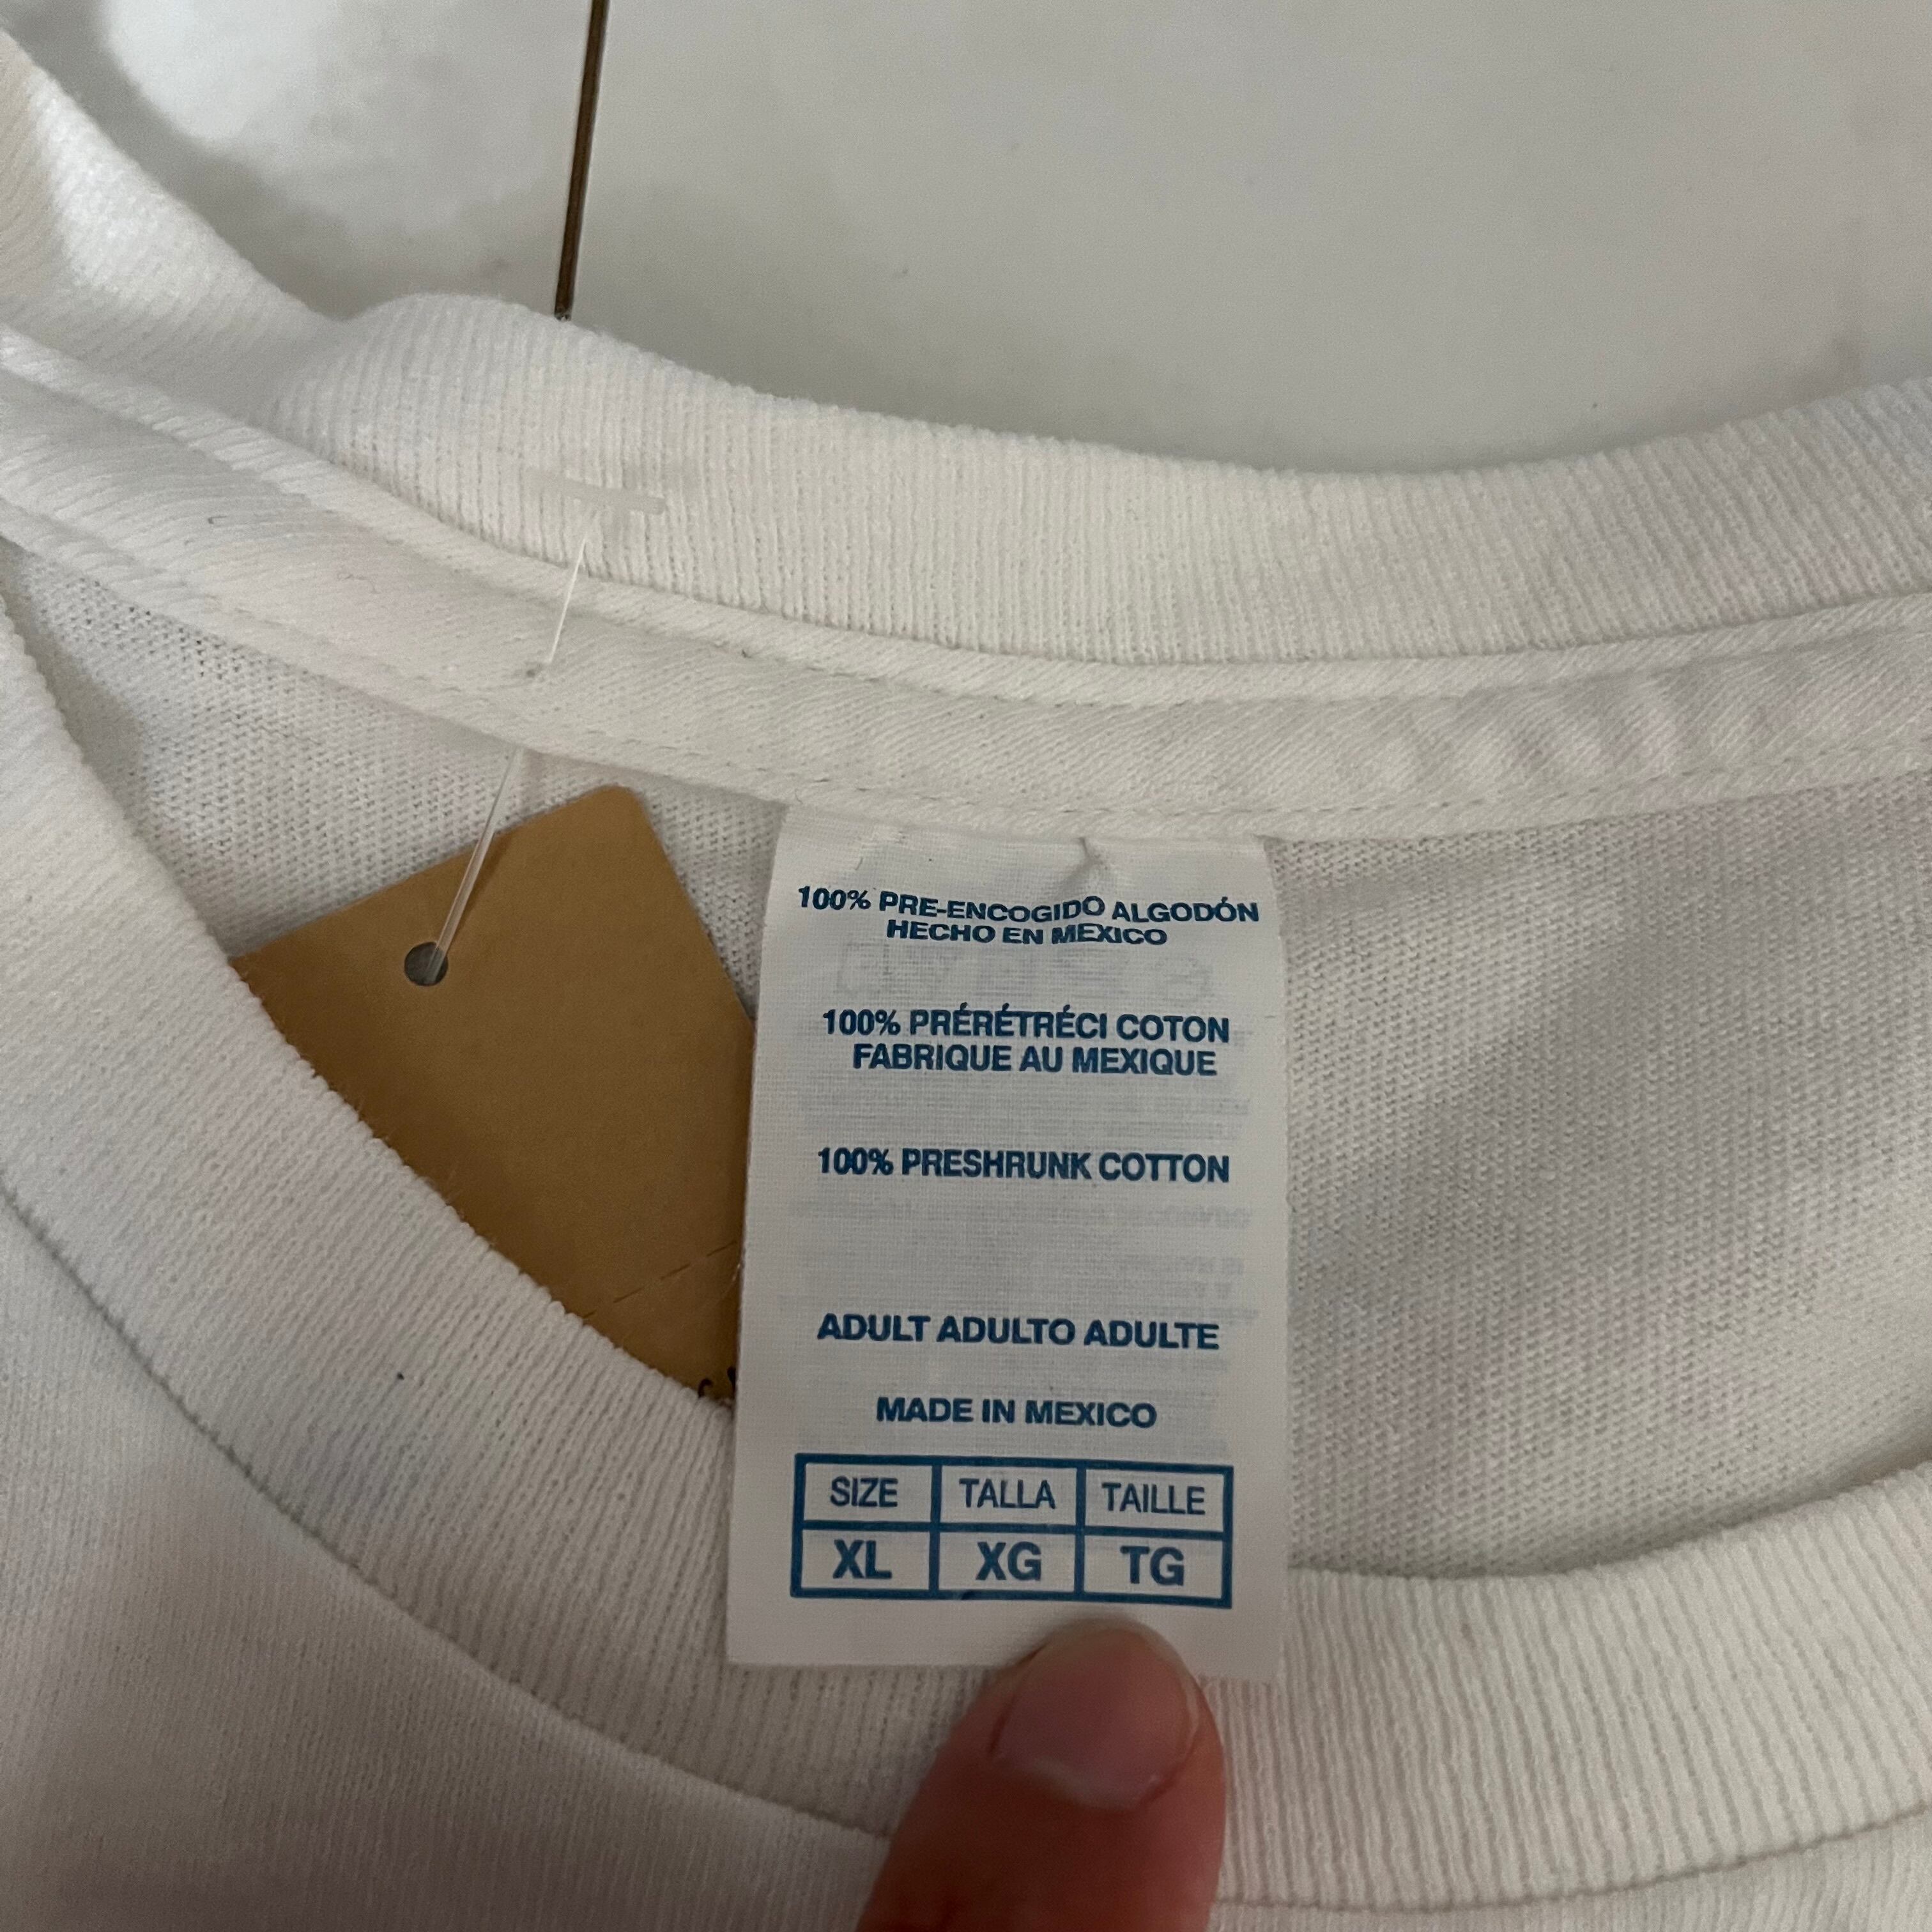 100% PRE-ENCOGIDO ALGODÓN
HECHO EN MEXICO
100% PRÉRÉTRÉCI COTON
FABRIQUE AU MEXIQUE
100% PRESHRUNK COTTON
ADULT ADULTO ADULTE
MADE IN MEXICO
SIZE TALLA TAILLE
XL XG TG